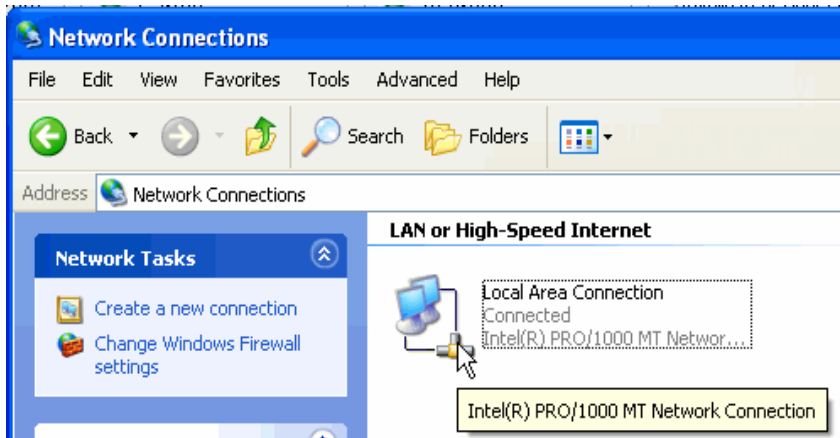 Network Connections
File Edit View Favorites Tools Advanced Help
Back Search Folders
Address Network Connections
Network Tasks
Create a new connection
Change Windows Firewall
settings
LAN or High-Speed Internet
Local Area Connection
Connected
Intel(R) PRO/1000 MT Networ...
Intel(R) PRO/1000 MT Network Connection